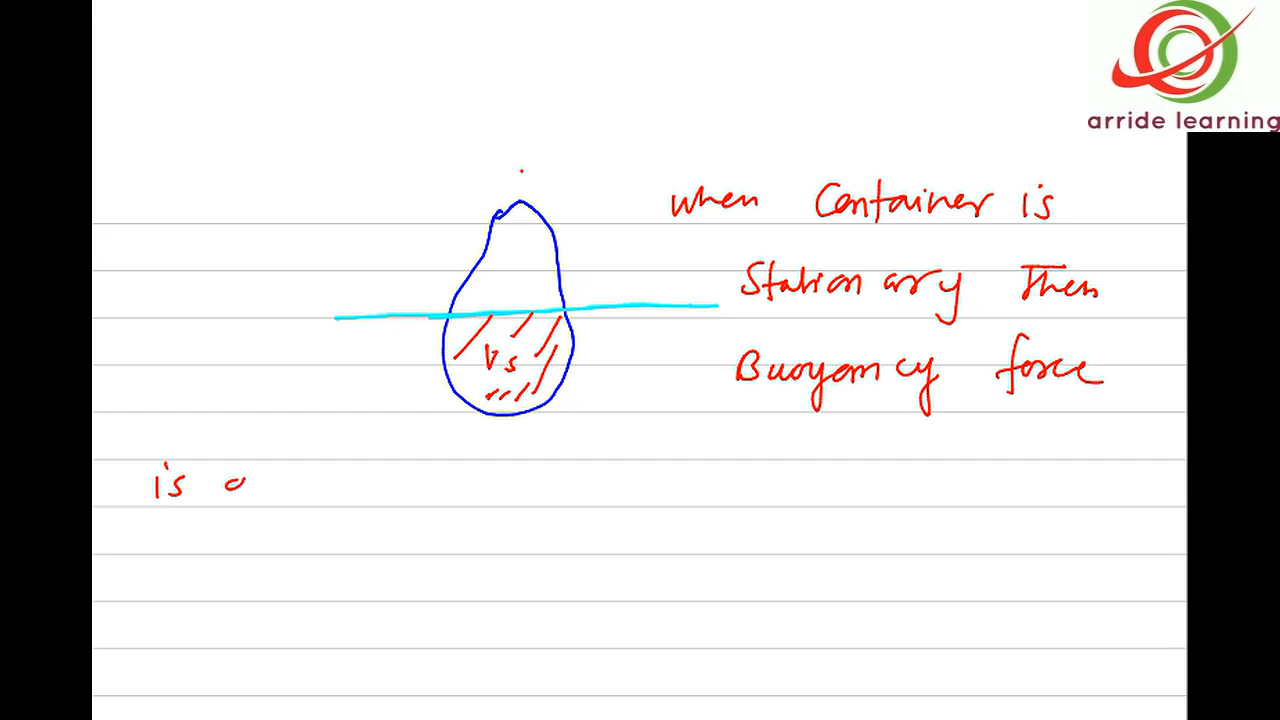 arride learning
when Container is
Stationary Then
Buoyancy force
Vs
is a